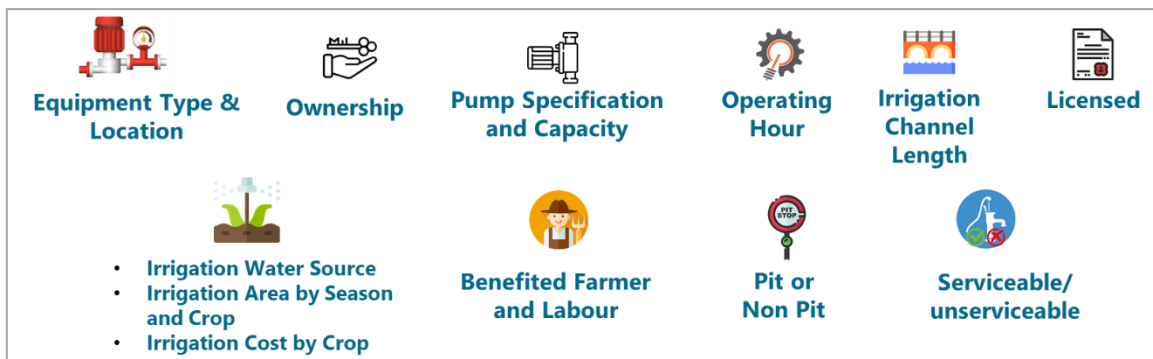 Equipment Type &
Location
Ownership
Pump Specification
and Capacity
Operating
Hour
Irrigation
Channel
Length
Licensed
• Irrigation Water Source
• Irrigation Area by Season
and Crop
• Irrigation Cost by Crop
Benefited Farmer
and Labour
PIT
STOP
Pit or
Non Pit
Serviceable/
unserviceable